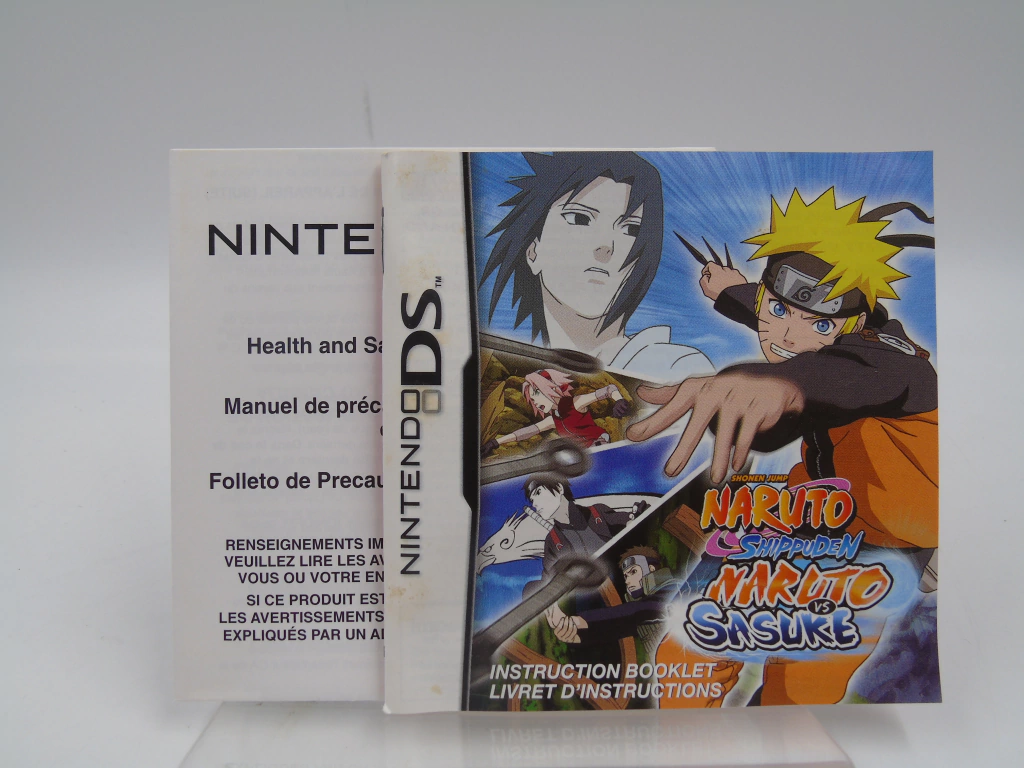 NINTE
Health and Sa
Manuel de préc
Folleto de Precau
RENSEIGNEMENTS IM
VEUILLEZ LIRE LES AV
VOUS OU VOTRE EN
SI CE PRODUIT EST
LES AVERTISSEMENTS
EXPLIQUÉS PAR UN AD
NINTENDO DS™
SHONEN JUMP
NARUTO
SHIPPUDEN
NARUTO
VS
SASUKE
INSTRUCTION BOOKLET
LIVRET D'INSTRUCTIONS